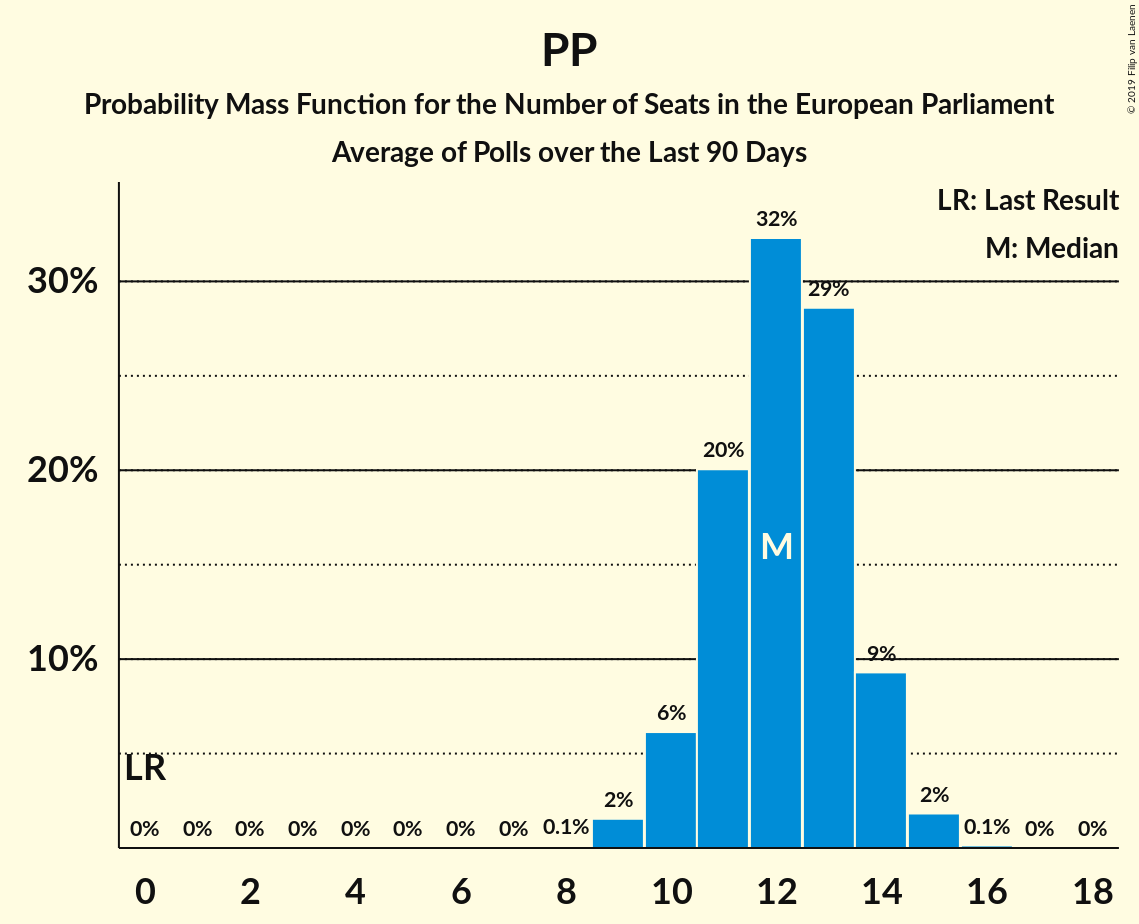 PP
Probability Mass Function for the Number of Seats in the European Parliament
Average of Polls over the Last 90 Days
© 2019 Filip van Laenen
LR: Last Result
M: Median
30%
20%
10%
0% 0% 0% 0% 0% 0% 0% 0% 0.1% 2% 6% 20% 32% 29% 9% 2% 0.1% 0% 0%
LR
M
0 2 4 6 8 10 12 14 16 18